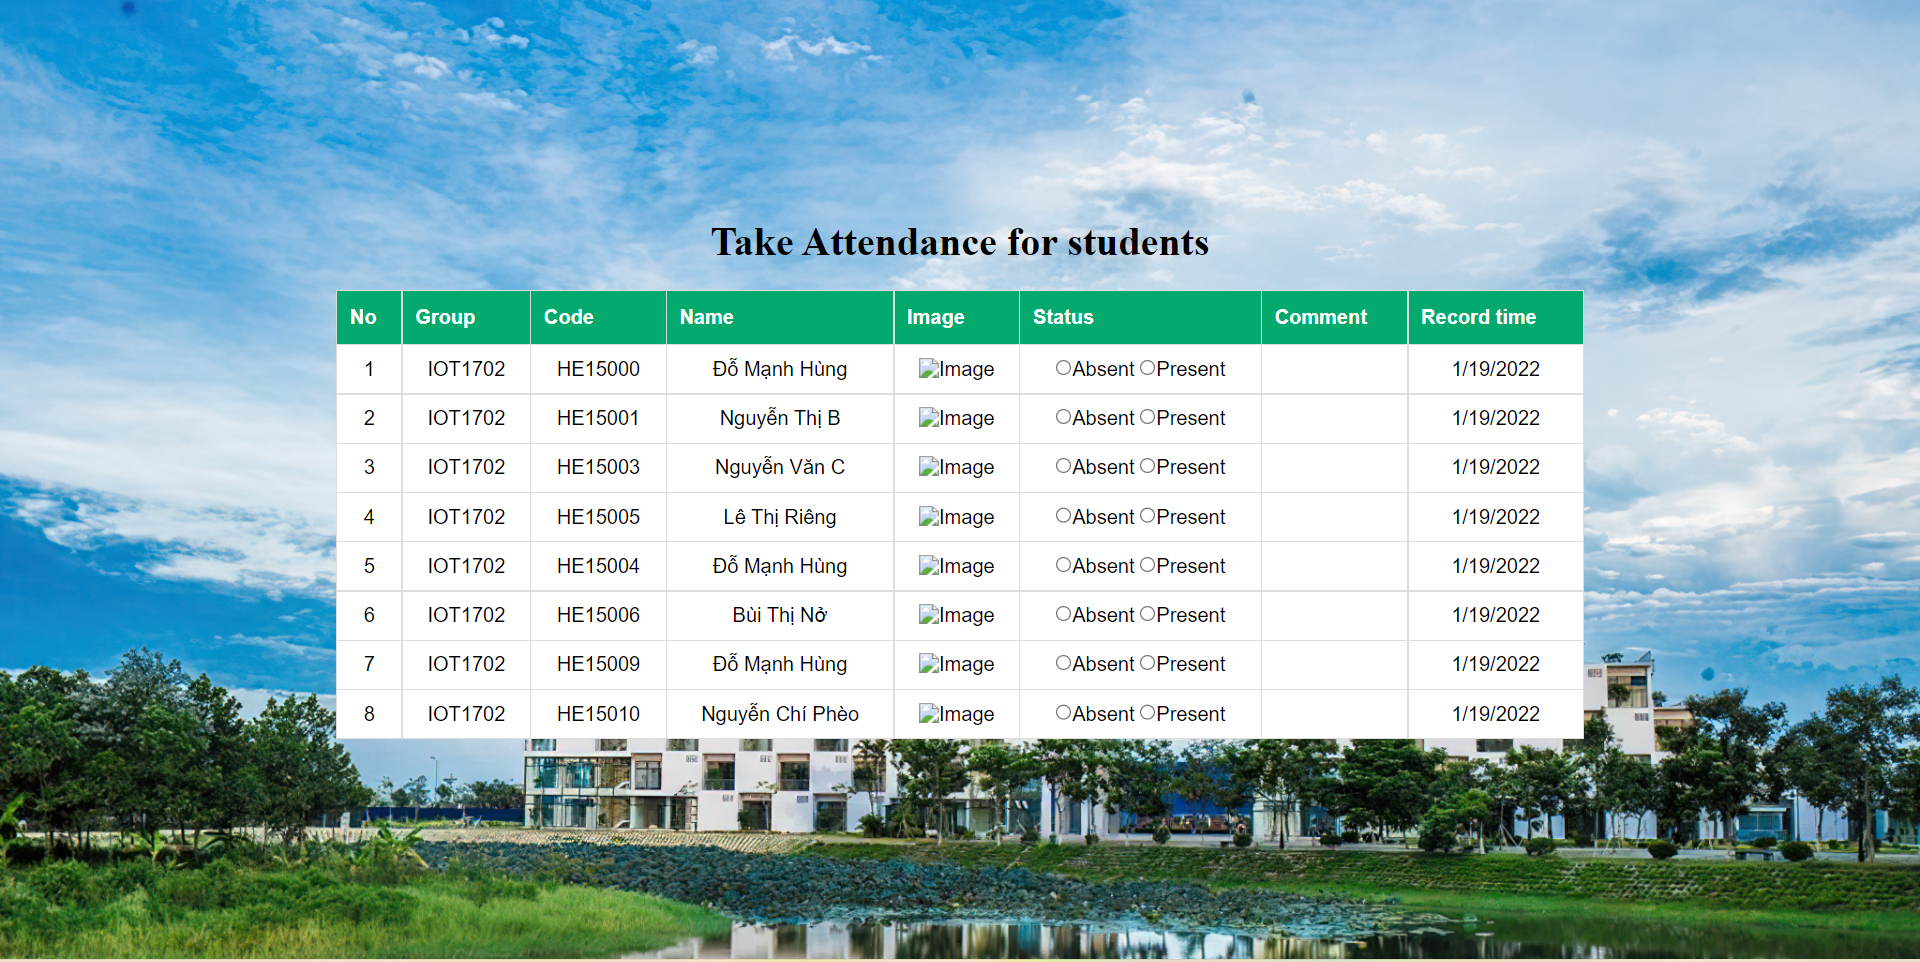 Take Attendance for students
No Group Code Name Image Status Comment Record time
1 IOT1702 HE15000 Đỗ Mạnh Hùng Image Absent Present 1/19/2022
2 IOT1702 HE15001 Nguyễn Thị B Image Absent Present 1/19/2022
3 IOT1702 HE15003 Nguyễn Văn C Image Absent Present 1/19/2022
4 IOT1702 HE15005 Lê Thị Riêng Image Absent Present 1/19/2022
5 IOT1702 HE15004 Đỗ Mạnh Hùng Image Absent Present 1/19/2022
6 IOT1702 HE15006 Bùi Thị Nở Image Absent Present 1/19/2022
7 IOT1702 HE15009 Đỗ Mạnh Hùng Image Absent Present 1/19/2022
8 IOT1702 HE15010 Nguyễn Chí Phèo Image Absent Present 1/19/2022